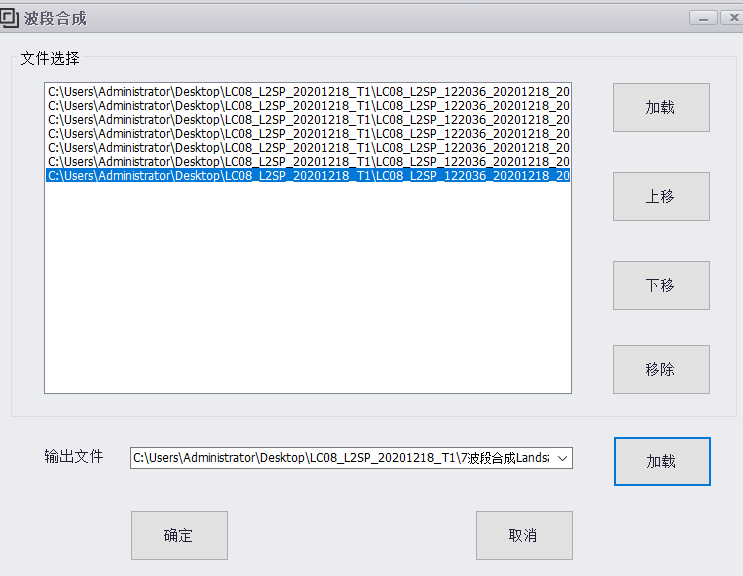 波段合成
文件选择
C:\Users\Administrator\Desktop\LC08_L2SP_20201218_T1\LC08_L2SP_122036_20201218_20
C:\Users\Administrator\Desktop\LC08_L2SP_20201218_T1\LC08_L2SP_122036_20201218_20
C:\Users\Administrator\Desktop\LC08_L2SP_20201218_T1\LC08_L2SP_122036_20201218_20
C:\Users\Administrator\Desktop\LC08_L2SP_20201218_T1\LC08_L2SP_122036_20201218_20
C:\Users\Administrator\Desktop\LC08_L2SP_20201218_T1\LC08_L2SP_122036_20201218_20
C:\Users\Administrator\Desktop\LC08_L2SP_20201218_T1\LC08_L2SP_122036_20201218_20
C:\Users\Administrator\Desktop\LC08_L2SP_20201218_T1\LC08_L2SP_122036_20201218_20
加载
上移
下移
移除
输出文件
C:\Users\Administrator\Desktop\LC08_L2SP_20201218_T1\7波段合成Landsa
加载
确定
取消